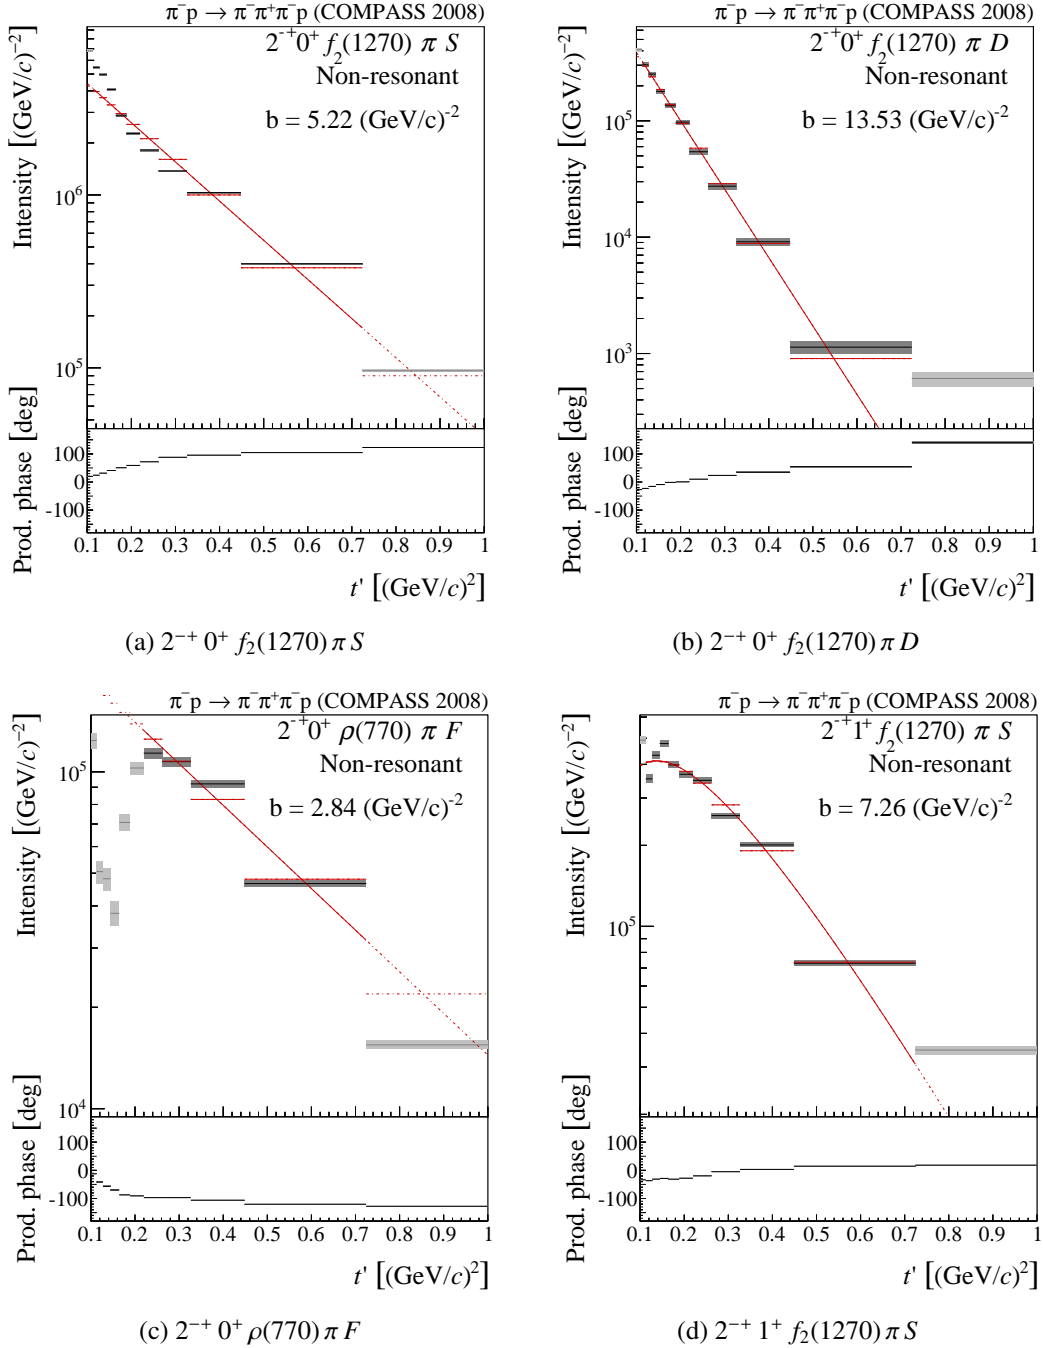 π⁻p → π⁻π⁺π⁻p (COMPASS 2008)
2⁻⁺0⁺ f₂(1270) π S
Non-resonant
b = 5.22 (GeV/c)⁻²
Intensity [(GeV/c)⁻²]
10⁶
10⁵
Prod. phase [deg]
100
0
-100
0.1 0.2 0.3 0.4 0.5 0.6 0.7 0.8 0.9 1
t' [(GeV/c)²]
(a) 2⁻⁺ 0⁺ f₂(1270) π S
π⁻p → π⁻π⁺π⁻p (COMPASS 2008)
2⁻⁺0⁺ f₂(1270) π D
Non-resonant
b = 13.53 (GeV/c)⁻²
Intensity [(GeV/c)⁻²]
10⁵
10⁴
10³
Prod. phase [deg]
100
0
-100
0.1 0.2 0.3 0.4 0.5 0.6 0.7 0.8 0.9 1
t' [(GeV/c)²]
(b) 2⁻⁺ 0⁺ f₂(1270) π D
π⁻p → π⁻π⁺π⁻p (COMPASS 2008)
2⁻⁺0⁺ ρ(770) π F
Non-resonant
b = 2.84 (GeV/c)⁻²
Intensity [(GeV/c)⁻²]
10⁵
10⁴
Prod. phase [deg]
100
0
-100
0.1 0.2 0.3 0.4 0.5 0.6 0.7 0.8 0.9 1
t' [(GeV/c)²]
(c) 2⁻⁺ 0⁺ ρ(770) π F
π⁻p → π⁻π⁺π⁻p (COMPASS 2008)
2⁻⁺1⁺ f₂(1270) π S
Non-resonant
b = 7.26 (GeV/c)⁻²
Intensity [(GeV/c)⁻²]
10⁵
Prod. phase [deg]
100
0
-100
0.1 0.2 0.3 0.4 0.5 0.6 0.7 0.8 0.9 1
t' [(GeV/c)²]
(d) 2⁻⁺ 1⁺ f₂(1270) π S